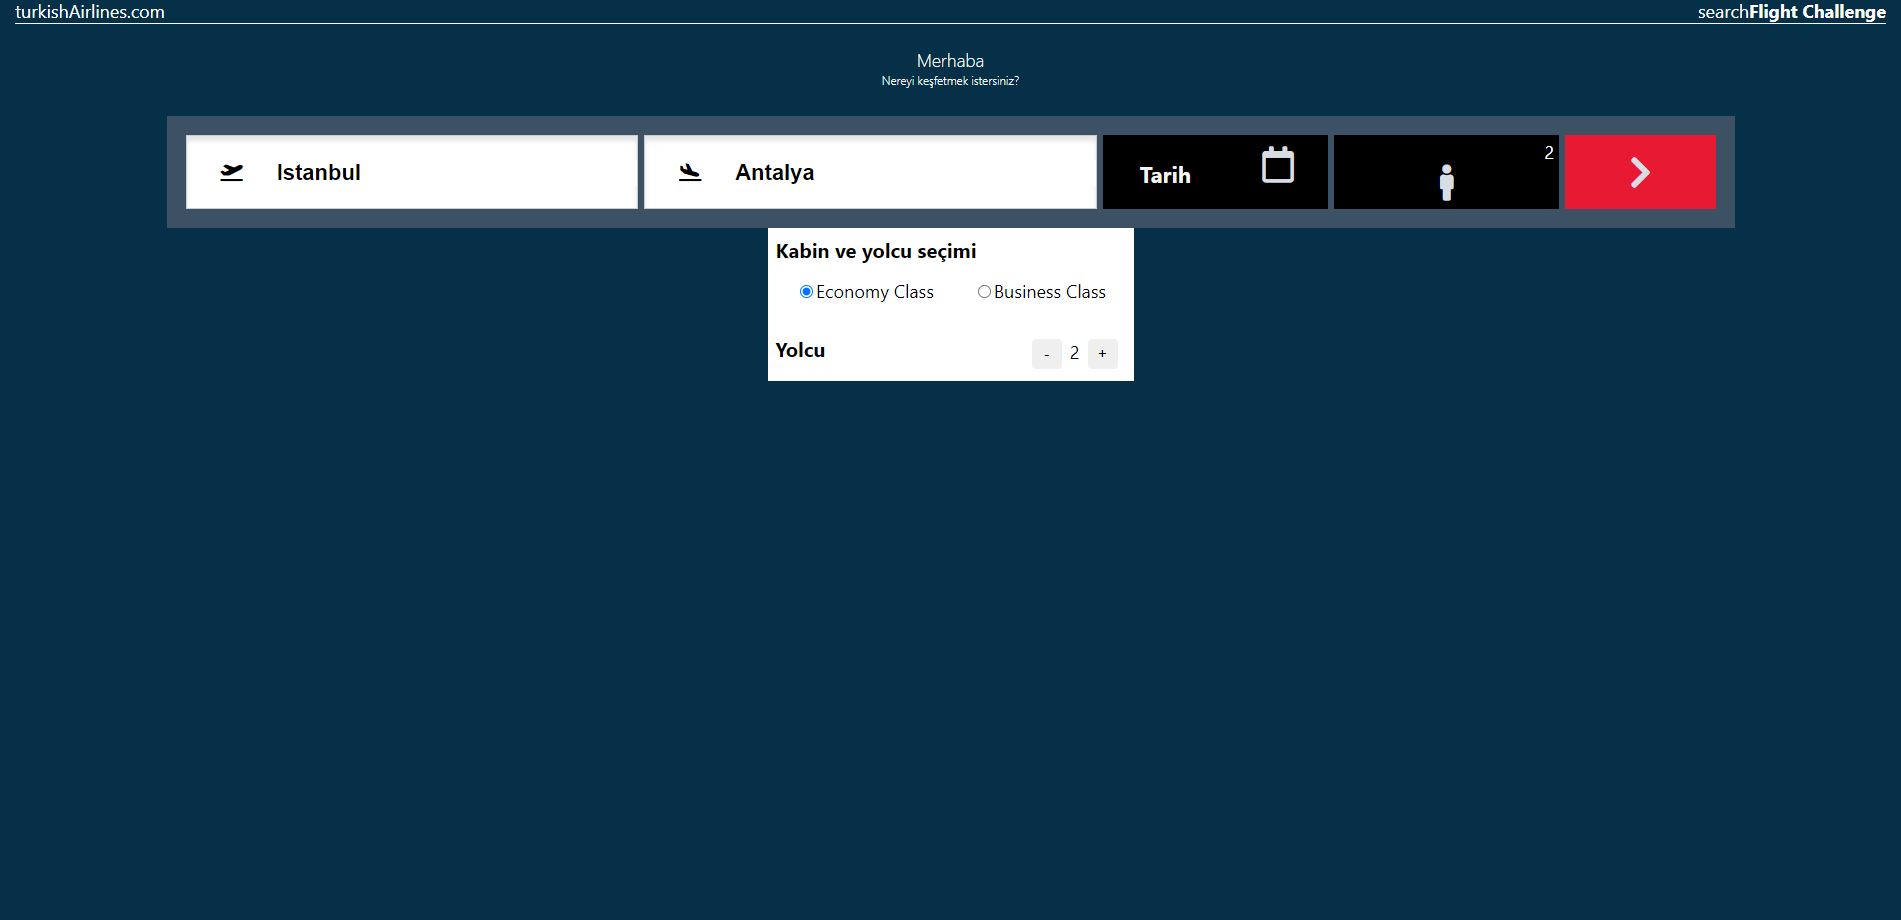 turkishAirlines.com
searchFlight Challenge
Merhaba
Nereyi keşfetmek istersiniz?
Istanbul
Antalya
Tarih
2
Kabin ve yolcu seçimi
Economy Class
Business Class
Yolcu
- 2 +